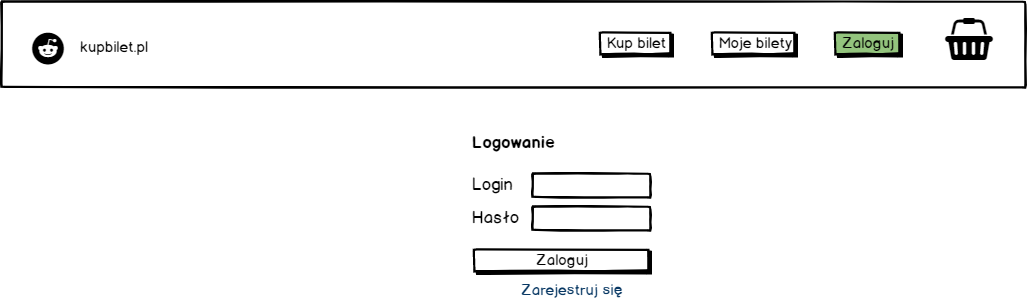 kupbilet.pl
Kup bilet
Moje bilety
Zaloguj
Logowanie
Login
Hasło
Zaloguj
Zarejestruj się